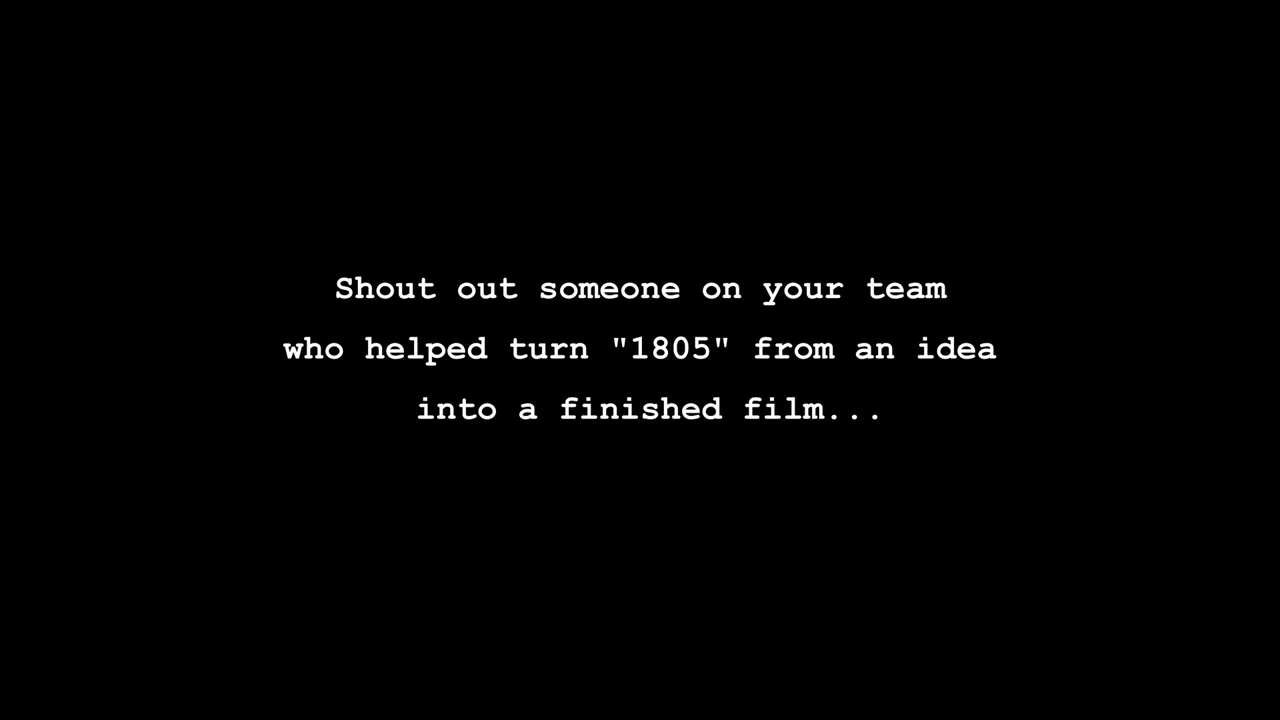 Shout out someone on your team
who helped turn "1805" from an idea
into a finished film...